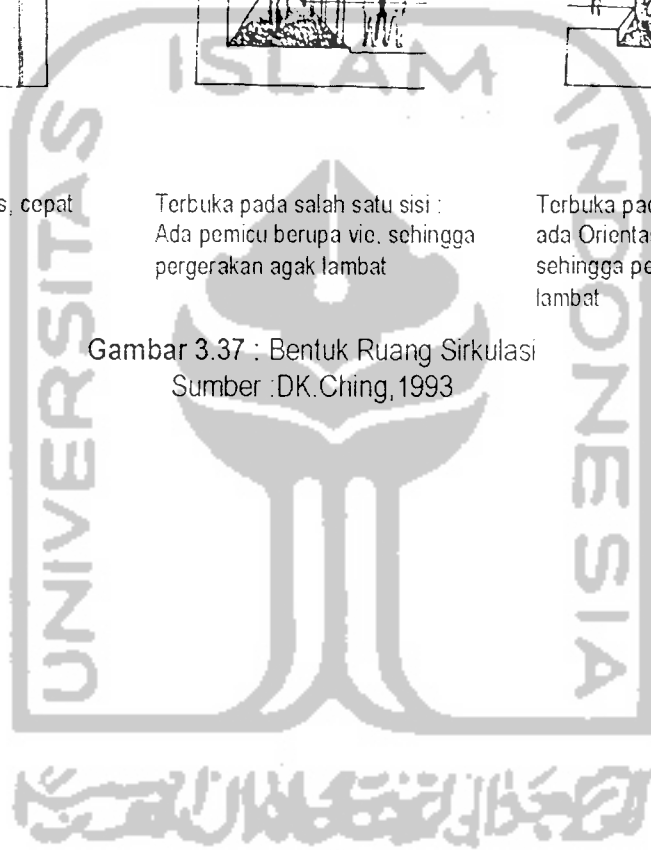 s, cepat
Terbuka pada salah satu sisi :
Ada pemicu berupa vie, sehingga
pergerakan agak lambat
Terbuka pad
ada Orientas
sehingga pe
lambat
Gambar 3.37 : Bentuk Ruang Sirkulasi
Sumber :DK.Ching,1993
ISLAM
UNIVERSITAS
INDONESIA